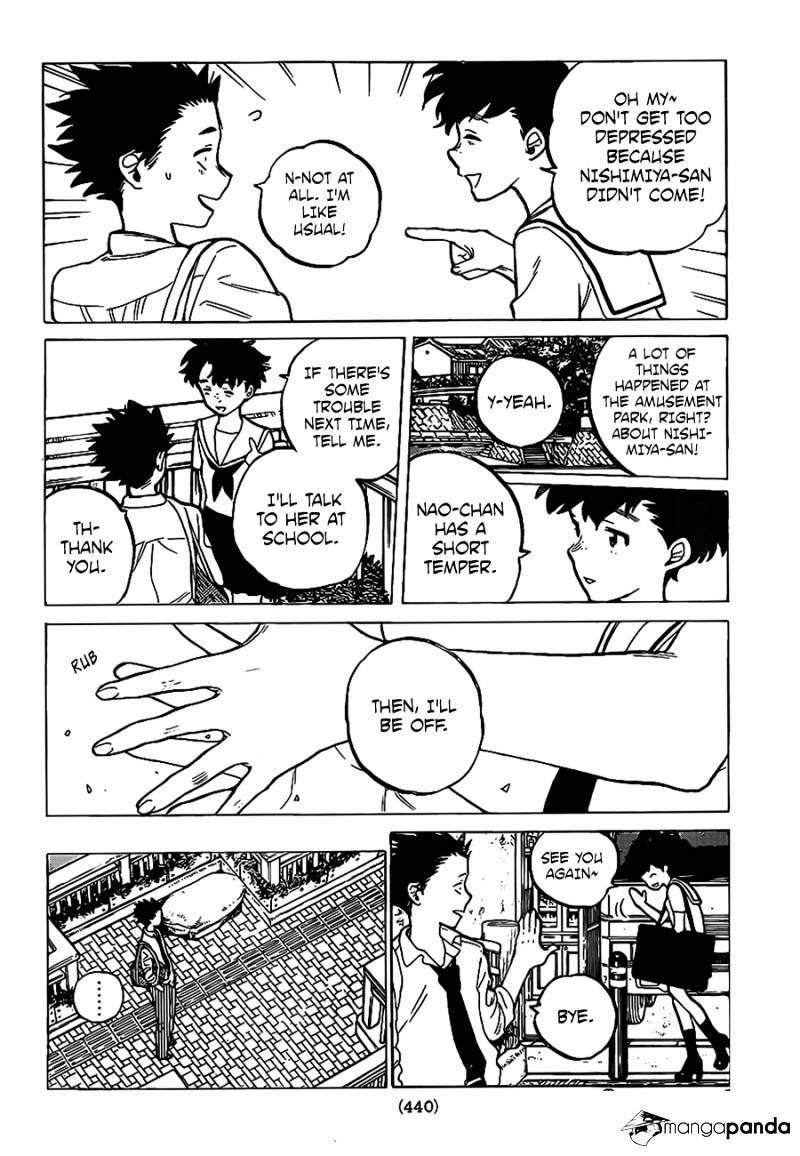 OH MY~
DON'T GET TOO
DEPRESSED
BECAUSE
NISHIMIYA-SAN
DIDN'T COME!
N-NOT AT
ALL. I'M
LIKE
USUAL!
A LOT OF
THINGS
HAPPENED AT
THE AMUSEMENT
PARK, RIGHT?
ABOUT NISHI-
MIYA-SAN!
Y-YEAH.
NAO-CHAN
HAS A
SHORT
TEMPER.
IF THERE'S
SOME
TROUBLE
NEXT TIME,
TELL ME.
I'LL TALK
TO HER AT
SCHOOL.
TH-
THANK
YOU.
RUB
THEN, I'LL
BE OFF.
SEE YOU
AGAIN~
BYE.
......
(440)
mangapanda